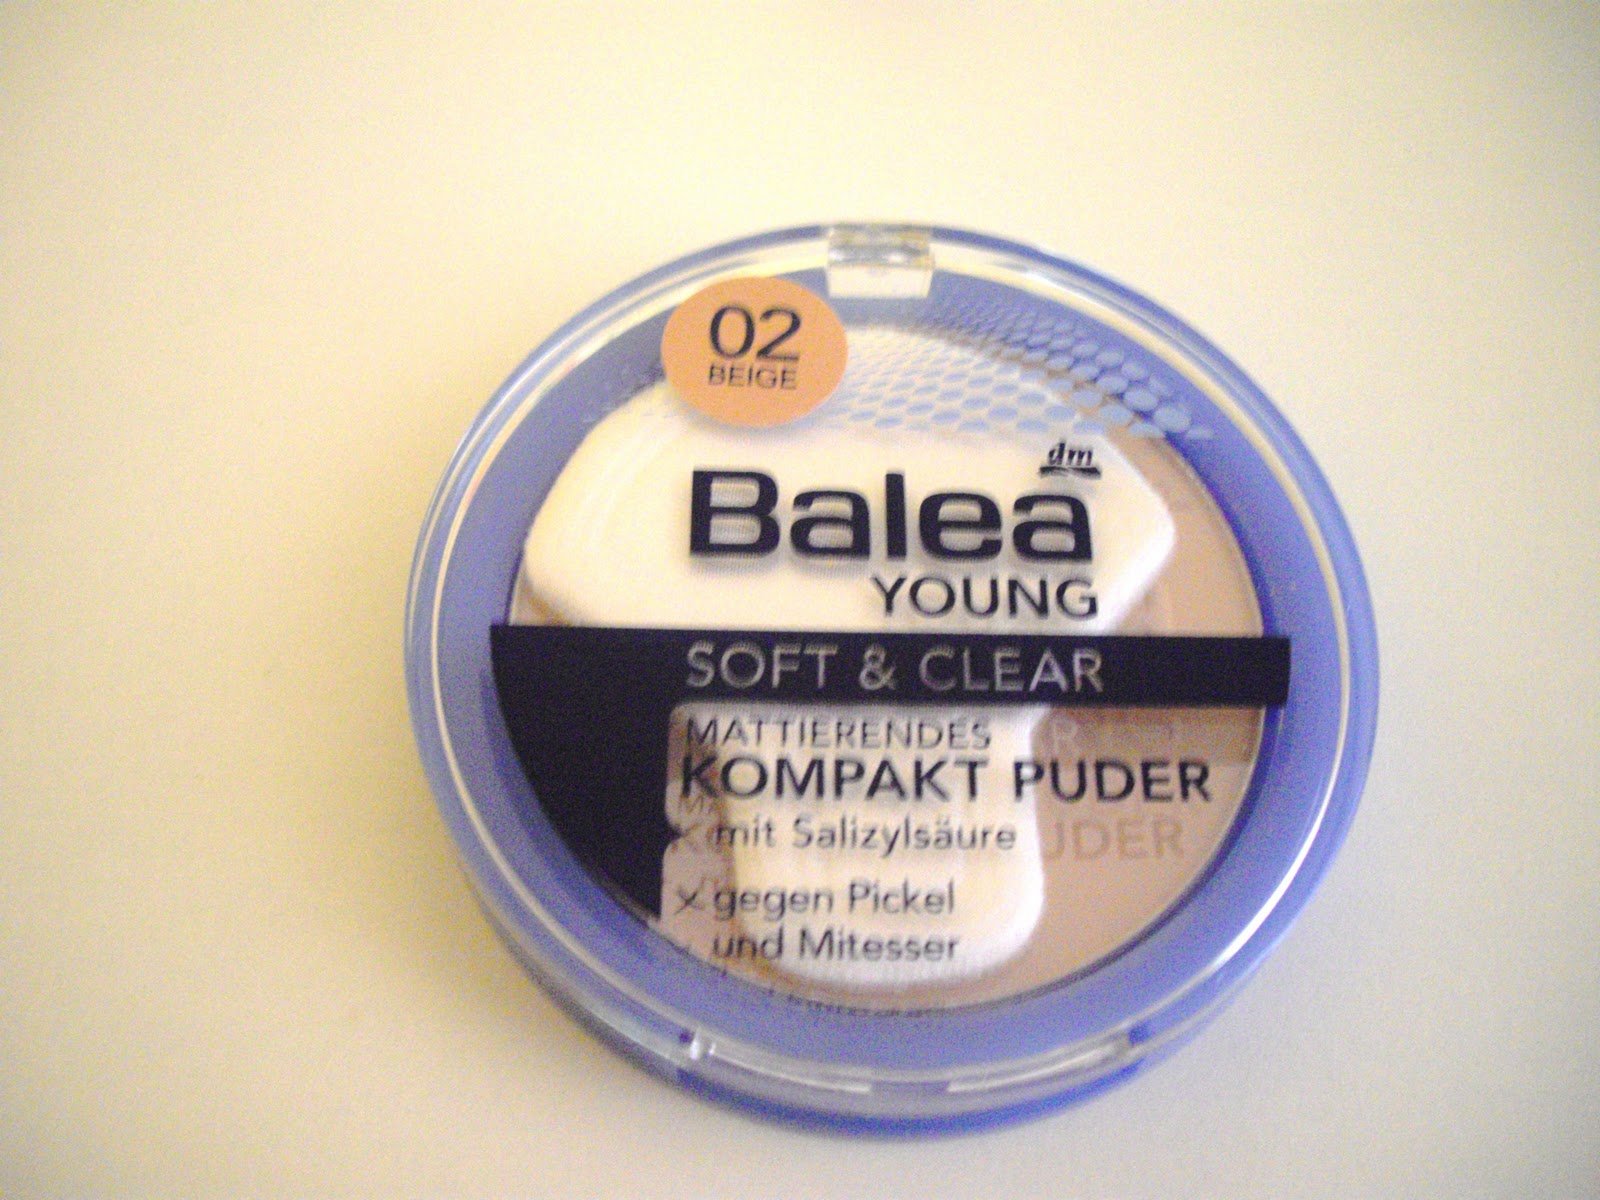 02
BEIGE
dm
Balea
YOUNG
SOFT & CLEAR
MATTIERENDES
KOMPAKT PUDER
x mit Salizylsäure
x gegen Pickel
und Mitesser